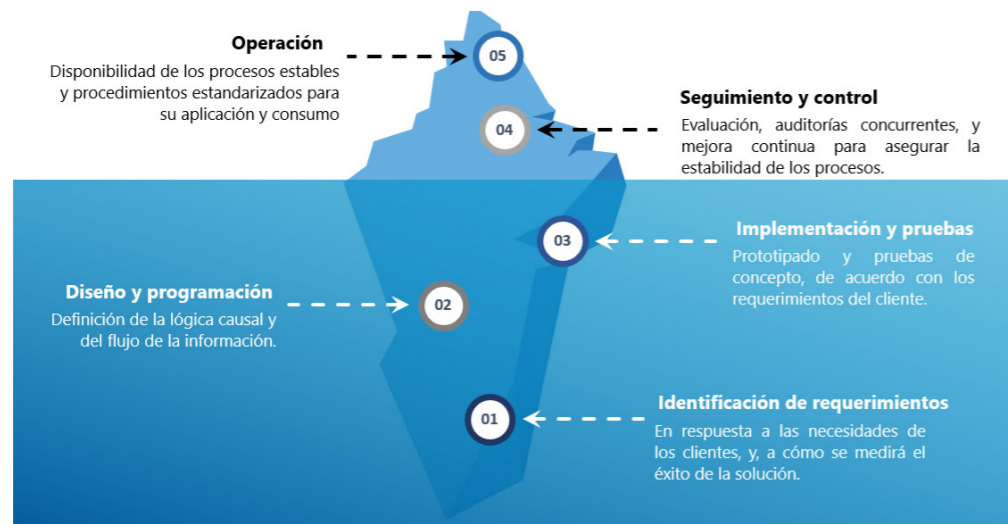 Operación
Disponibilidad de los procesos estables
y procedimientos estandarizados para
su aplicación y consumo
05
Seguimiento y control
Evaluación, auditorías concurrentes, y
mejora continua para asegurar la
estabilidad de los procesos.
04
Implementación y pruebas
Prototipado y pruebas de
concepto, de acuerdo con los
requerimientos del cliente.
03
Diseño y programación
Definición de la lógica causal y
del flujo de la información.
02
Identificación de requerimientos
En respuesta a las necesidades de
los clientes, y, a cómo se medirá el
éxito de la solución.
01